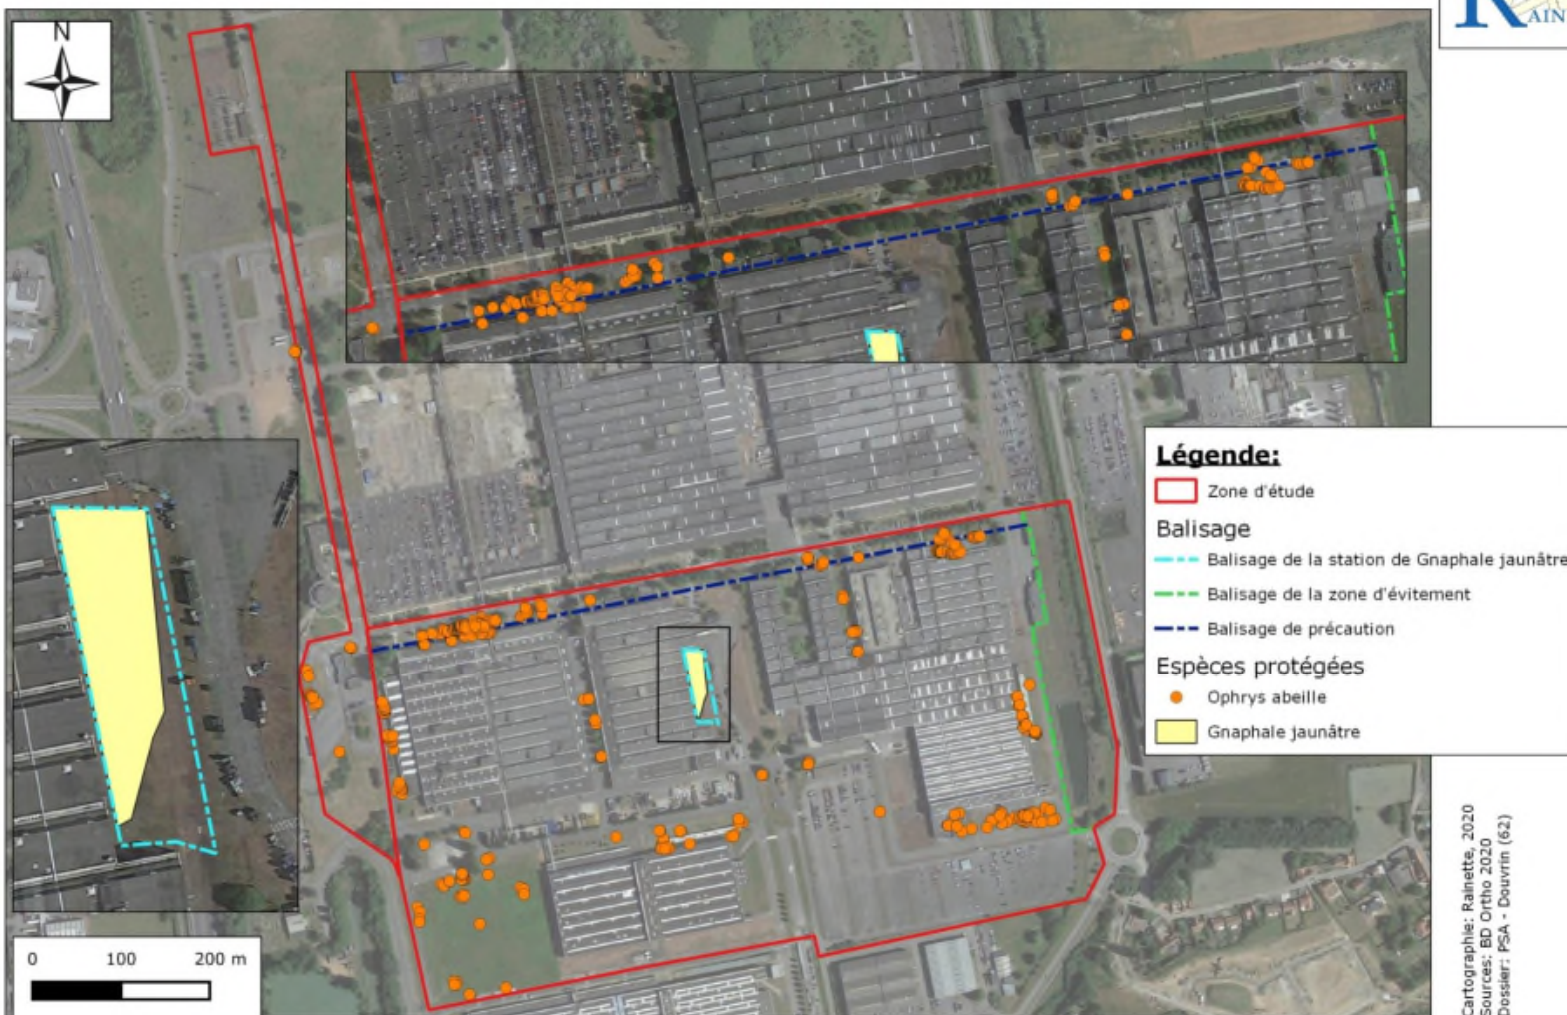 N
R
AIN
Légende:
Zone d'étude
Balisage
Balisage de la station de Gnaphale jaunâtre
Balisage de la zone d'évitement
Balisage de précaution
Espèces protégées
Ophrys abeille
Gnaphale jaunâtre
0 100 200 m
Cartographie: Rainette, 2020
Sources: BD Ortho 2020
Dossier: PSA - Douvrin (62)